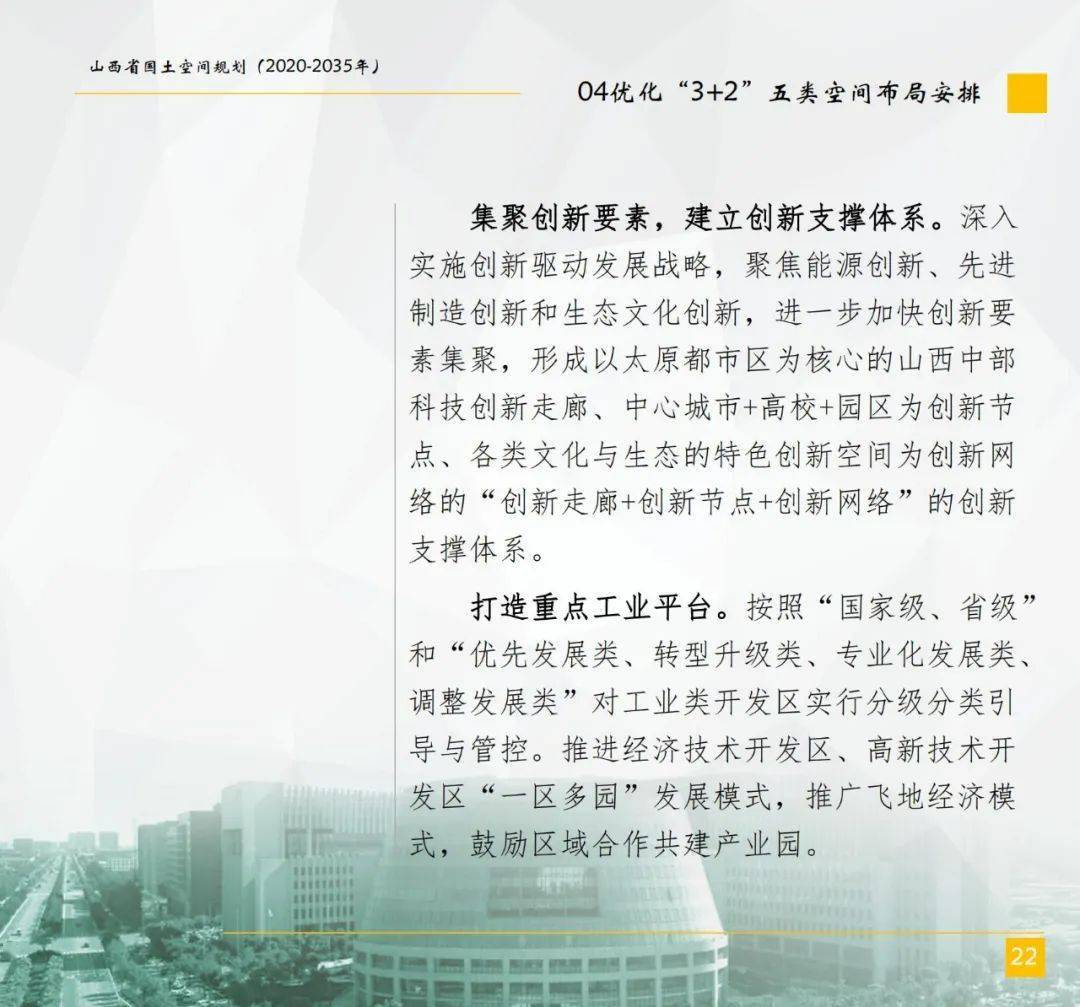 山西省国土空间规划（2020-2035年）
04优化“3+2”五类空间布局安排
集聚创新要素，建立创新支撑体系。深入
实施创新驱动发展战略，聚焦能源创新、先进
制造创新和生态文化创新，进一步加快创新要
素集聚，形成以太原都市区为核心的山西中部
科技创新走廊、中心城市+高校+园区为创新节
点、各类文化与生态的特色创新空间为创新网
络的“创新走廊+创新节点+创新网络”的创新
支撑体系。
打造重点工业平台。按照“国家级、省级”
和“优先发展类、转型升级类、专业化发展类、
调整发展类”对工业类开发区实行分级分类引
导与管控。推进经济技术开发区、高新技术开
发区“一区多园”发展模式，推广飞地经济模
式，鼓励区域合作共建产业园。
22